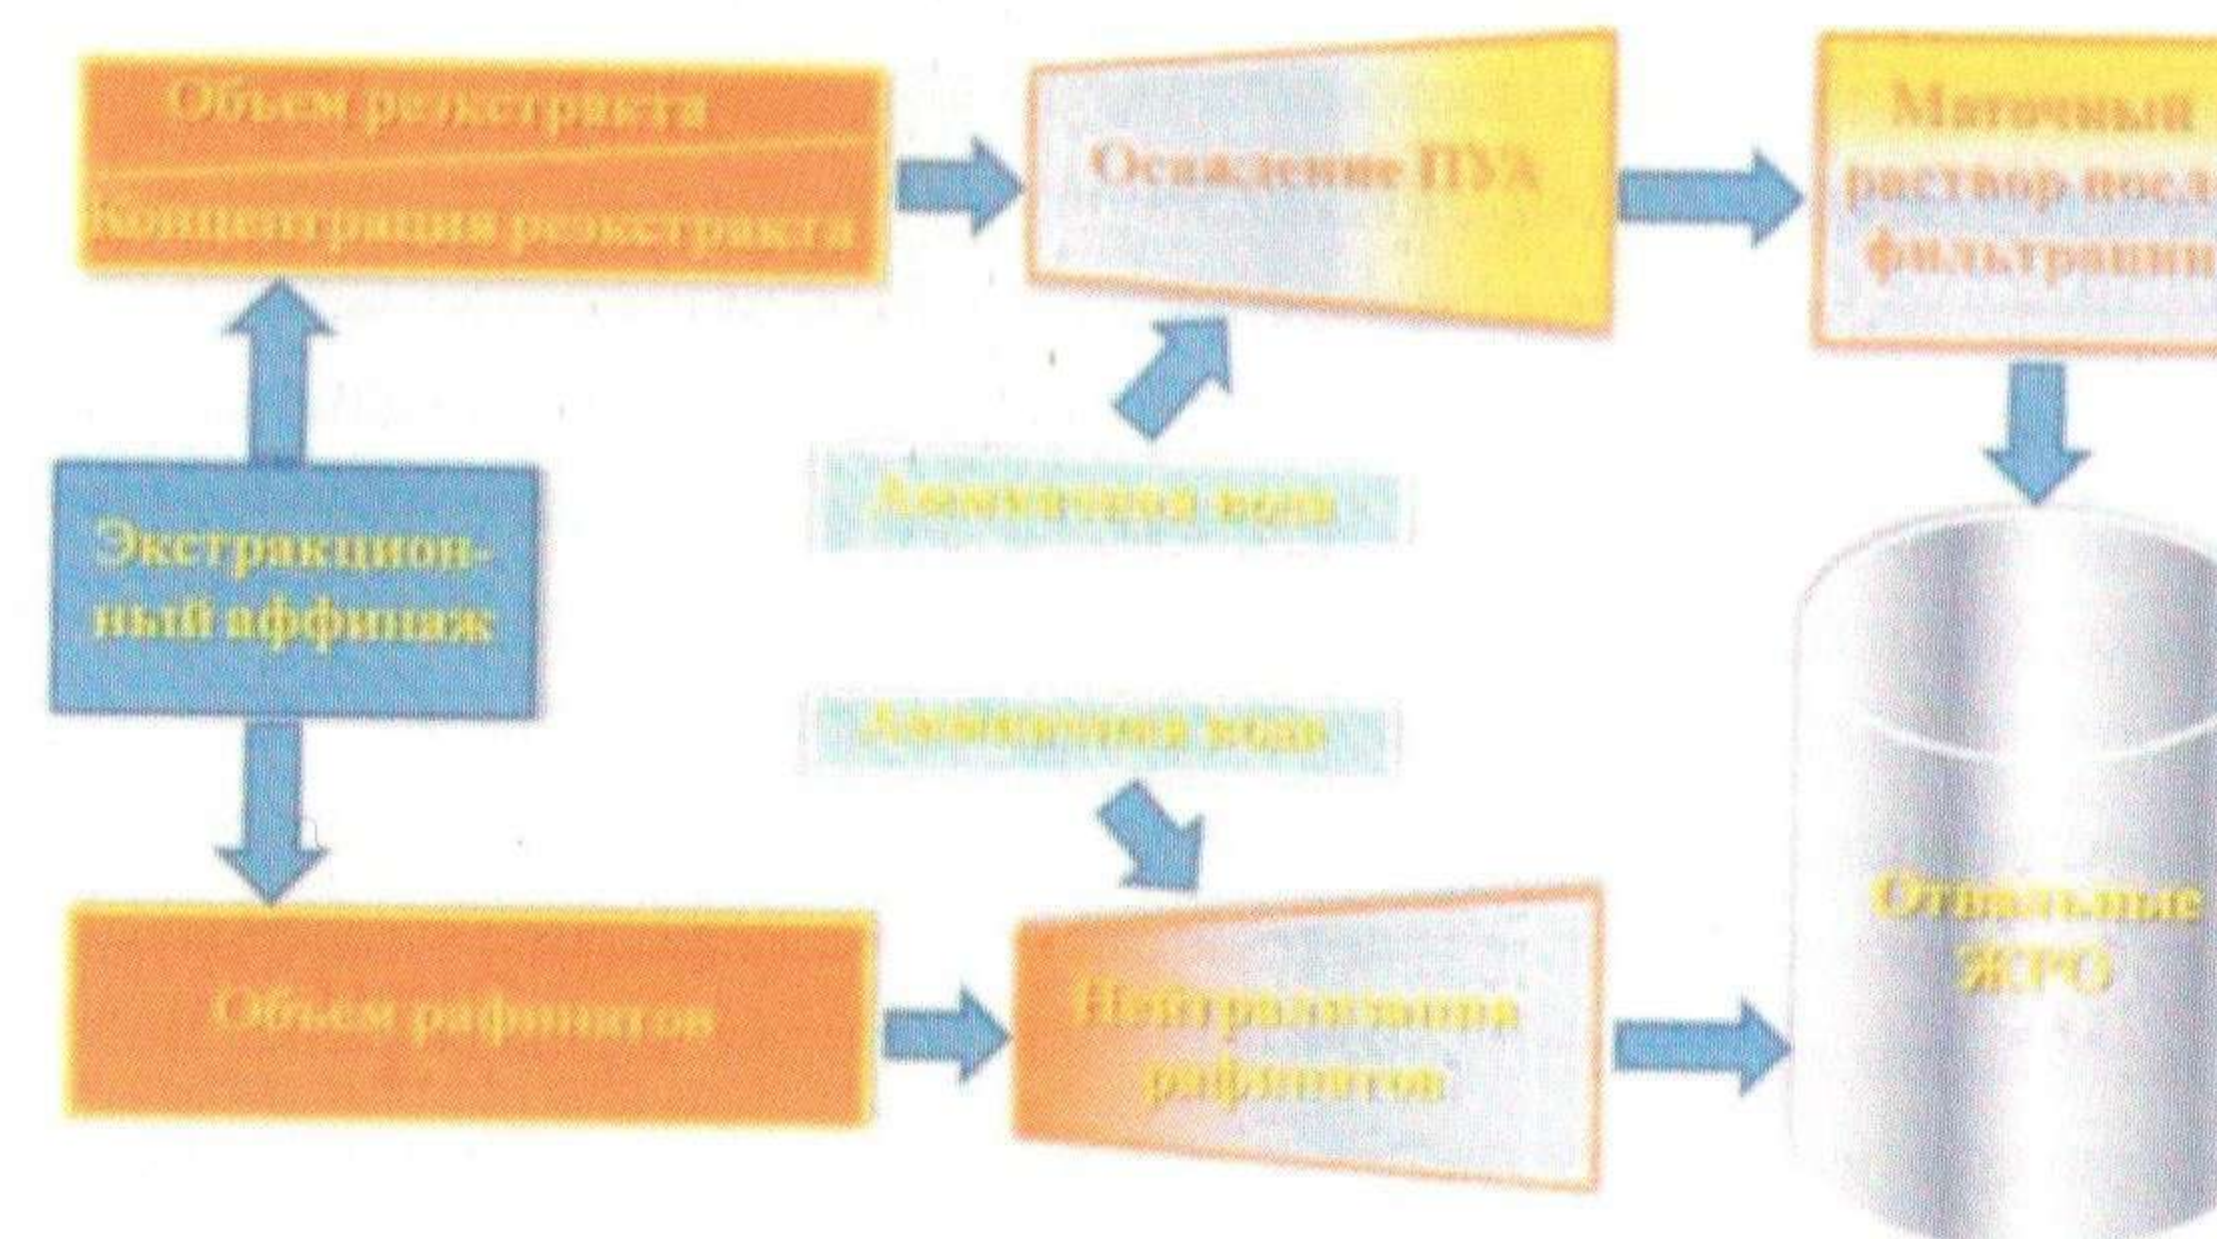 Объем реэкстракта
Концентрация реэкстракта
Осаждение ПУА
Маточный
раствор посл
фильтрации
Аммиачная вода
Экстракцион-
ный аффинаж
Аммиачная вода
Объем рафинатов
Нейтрализация
рафинатов
Отвальные
ЖРО